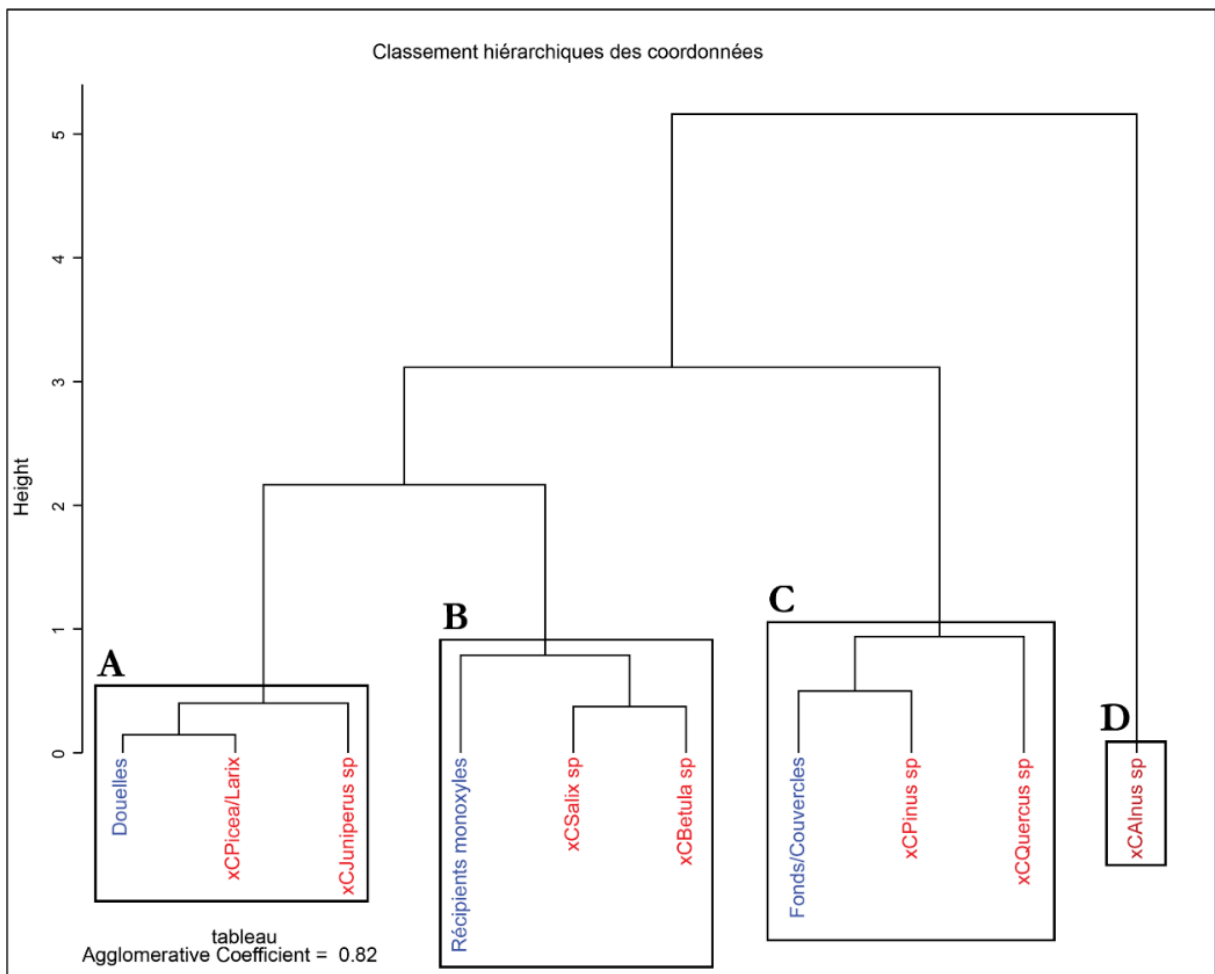 Classement hiérarchiques des coordonnées
5
4
3
2
1
0
Height
A
B
C
D
Douelles
xCPicea/Larix
xCJuniperus sp
Récipients monoxyles
xCSalix sp
xCBetula sp
Fonds/Couvercles
xCPinus sp
xCQuercus sp
xCAlnus sp
tableau
Agglomerative Coefficient = 0.82